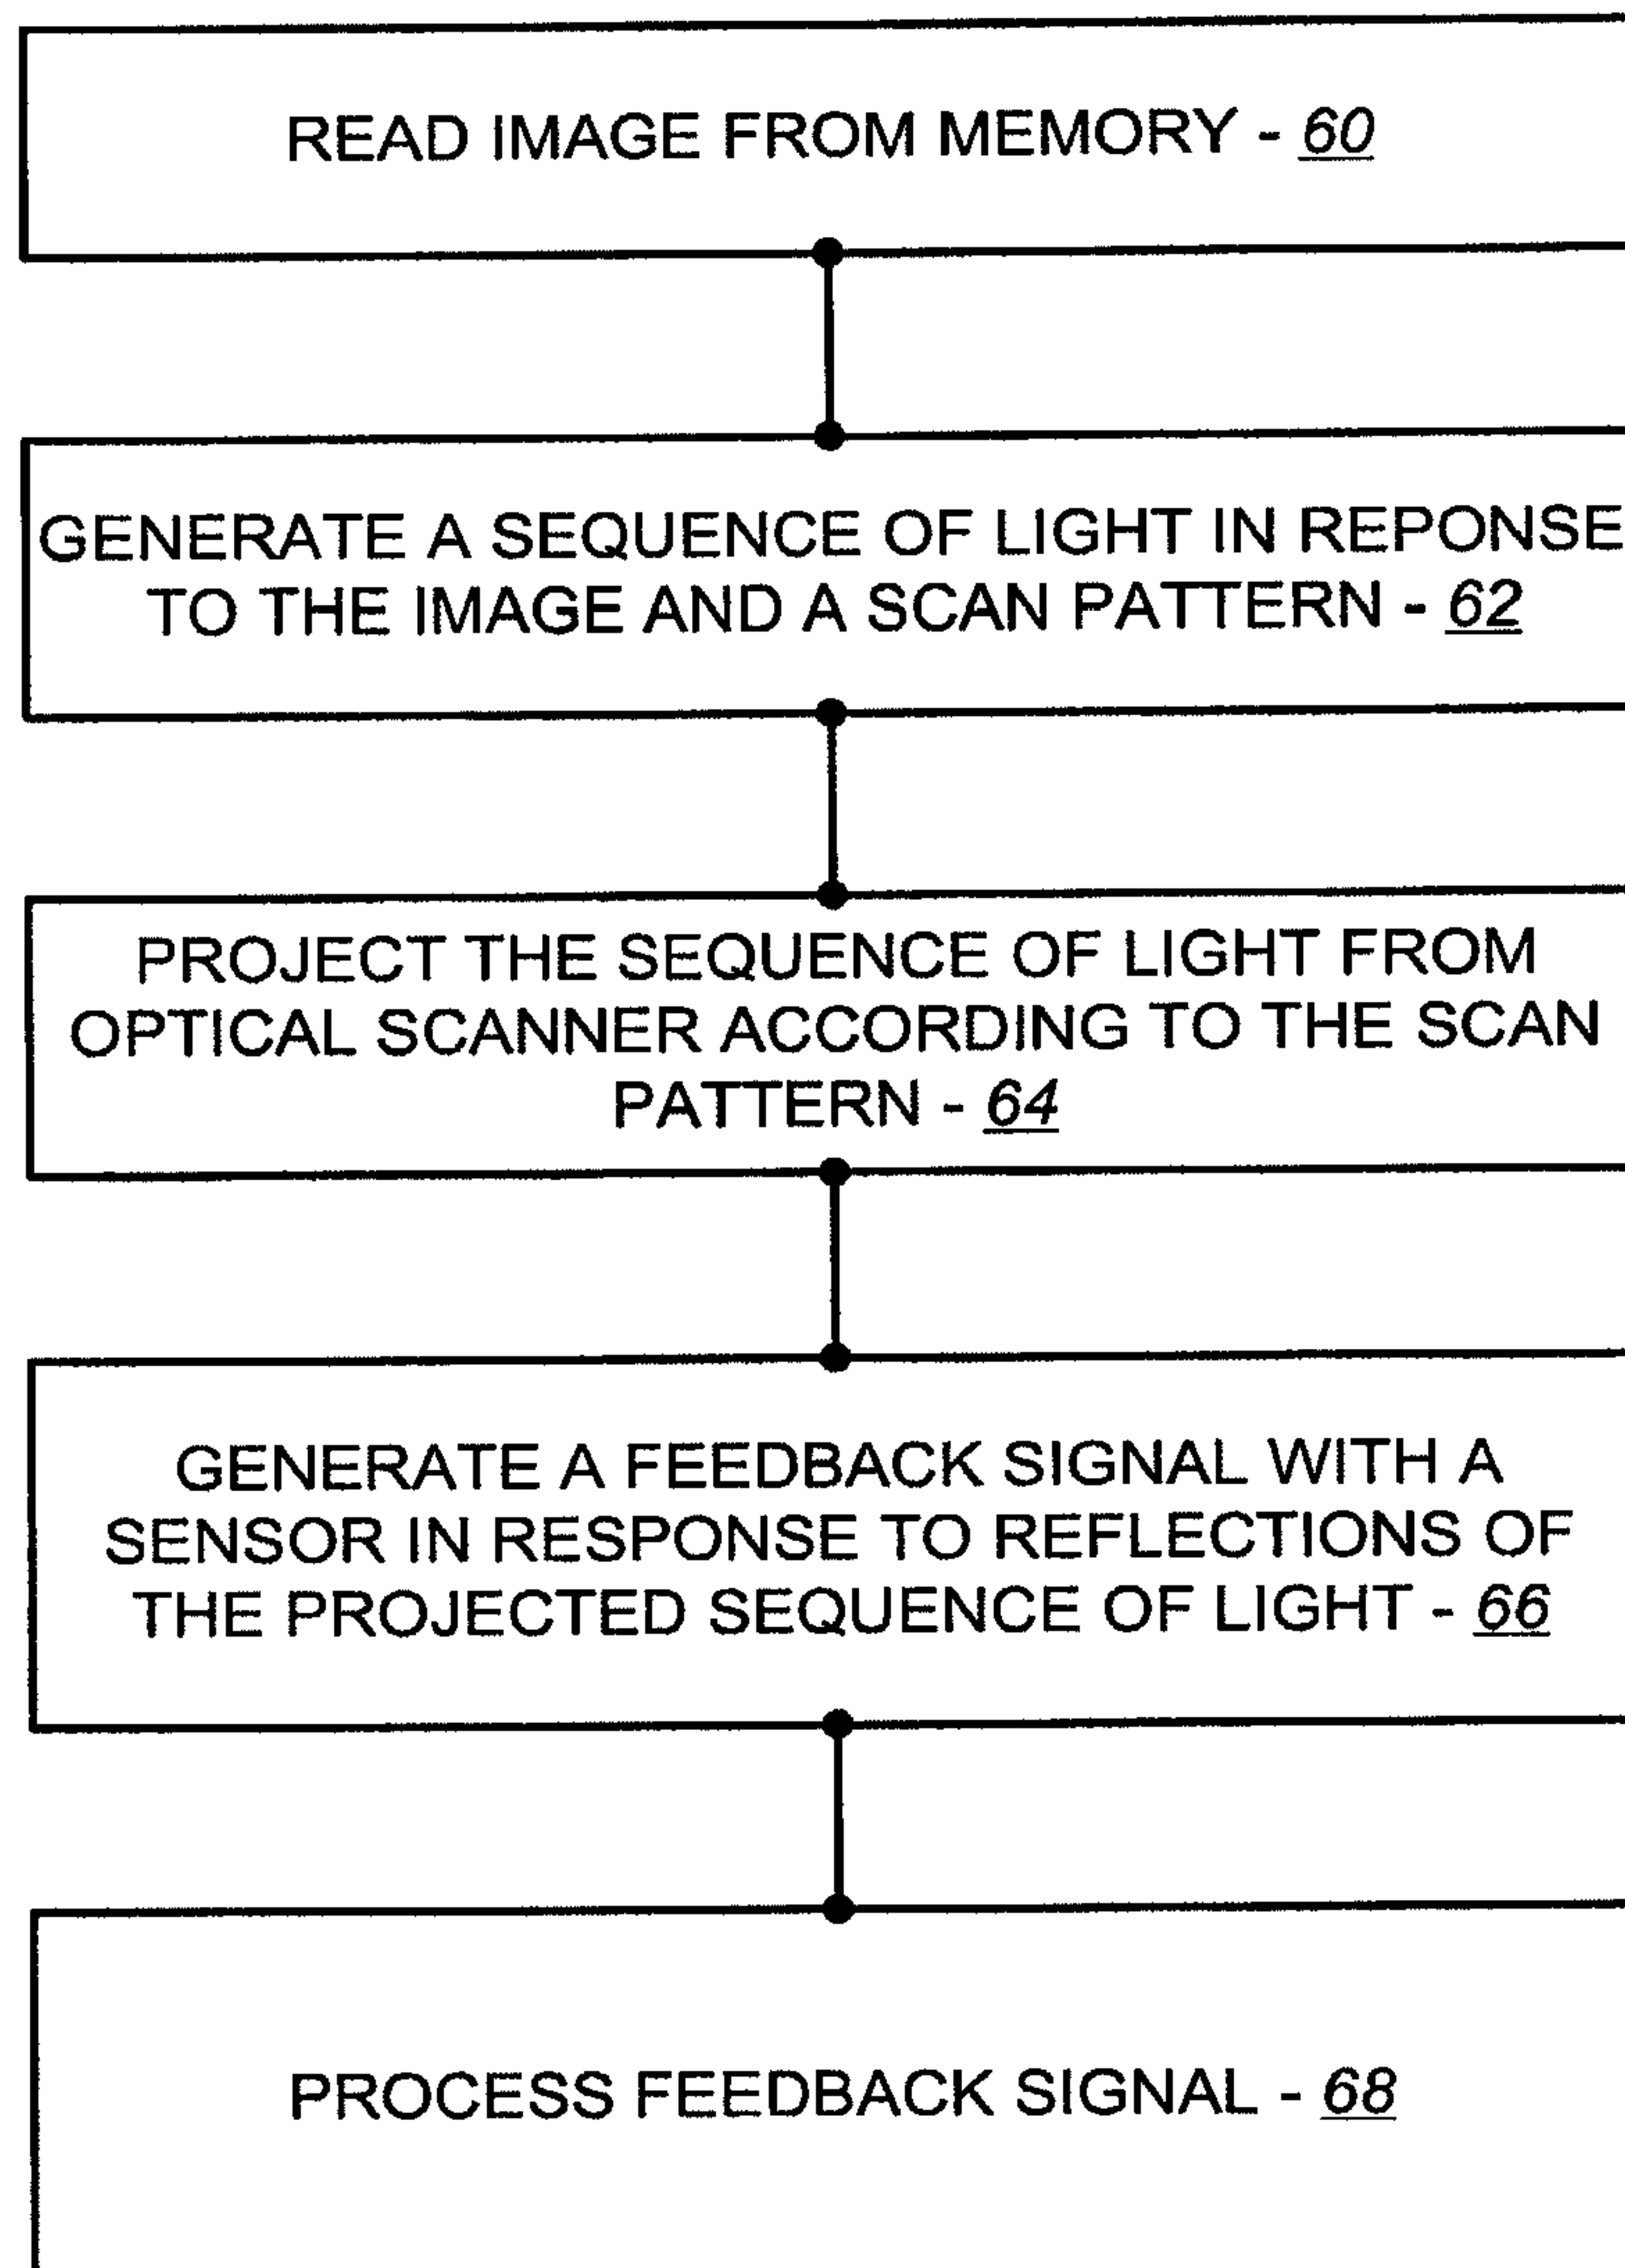 READ IMAGE FROM MEMORY - 60
GENERATE A SEQUENCE OF LIGHT IN REPONSE
TO THE IMAGE AND A SCAN PATTERN - 62
PROJECT THE SEQUENCE OF LIGHT FROM
OPTICAL SCANNER ACCORDING TO THE SCAN
PATTERN - 64
GENERATE A FEEDBACK SIGNAL WITH A
SENSOR IN RESPONSE TO REFLECTIONS OF
THE PROJECTED SEQUENCE OF LIGHT - 66
PROCESS FEEDBACK SIGNAL - 68